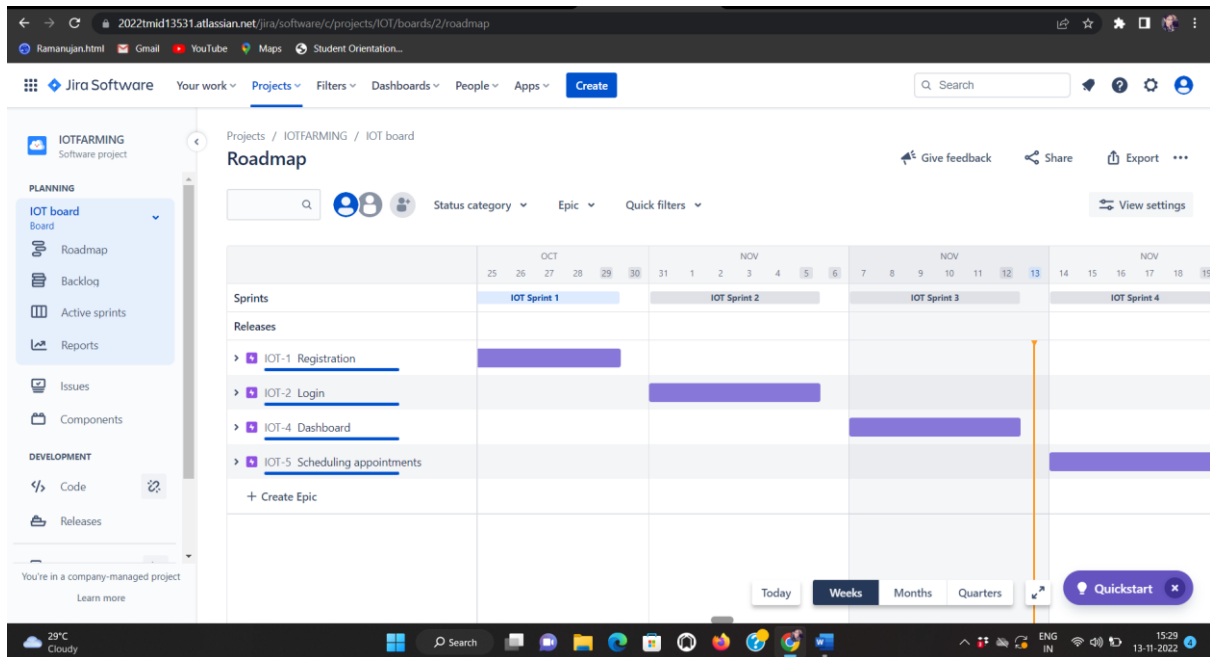 2022tmid13531.atlassian.net/jira/software/c/projects/IOT/boards/2/roadmap
Ramanujan.html Gmail YouTube Maps Student Orientation...
Jira Software Your work Projects Filters Dashboards People Apps Create Search
IOTFARMING
Software project
PLANNING
IOT board
Board
Roadmap
Backlog
Active sprints
Reports
Issues
Components
DEVELOPMENT
Code
Releases
You're in a company-managed project
Learn more
Projects / IOTFARMING / IOT board
Roadmap
Give feedback Share Export
Status category Epic Quick filters View settings
OCT NOV NOV NOV
25 26 27 28 29 30 31 1 2 3 4 5 6 7 8 9 10 11 12 13 14 15 16 17 18 19
Sprints IOT Sprint 1 IOT Sprint 2 IOT Sprint 3 IOT Sprint 4
Releases
IOT-1 Registration
IOT-2 Login
IOT-4 Dashboard
IOT-5 Scheduling appointments
+ Create Epic
Today Weeks Months Quarters Quickstart
29°C
Cloudy
Search
ENG
IN
15:29
13-11-2022
4